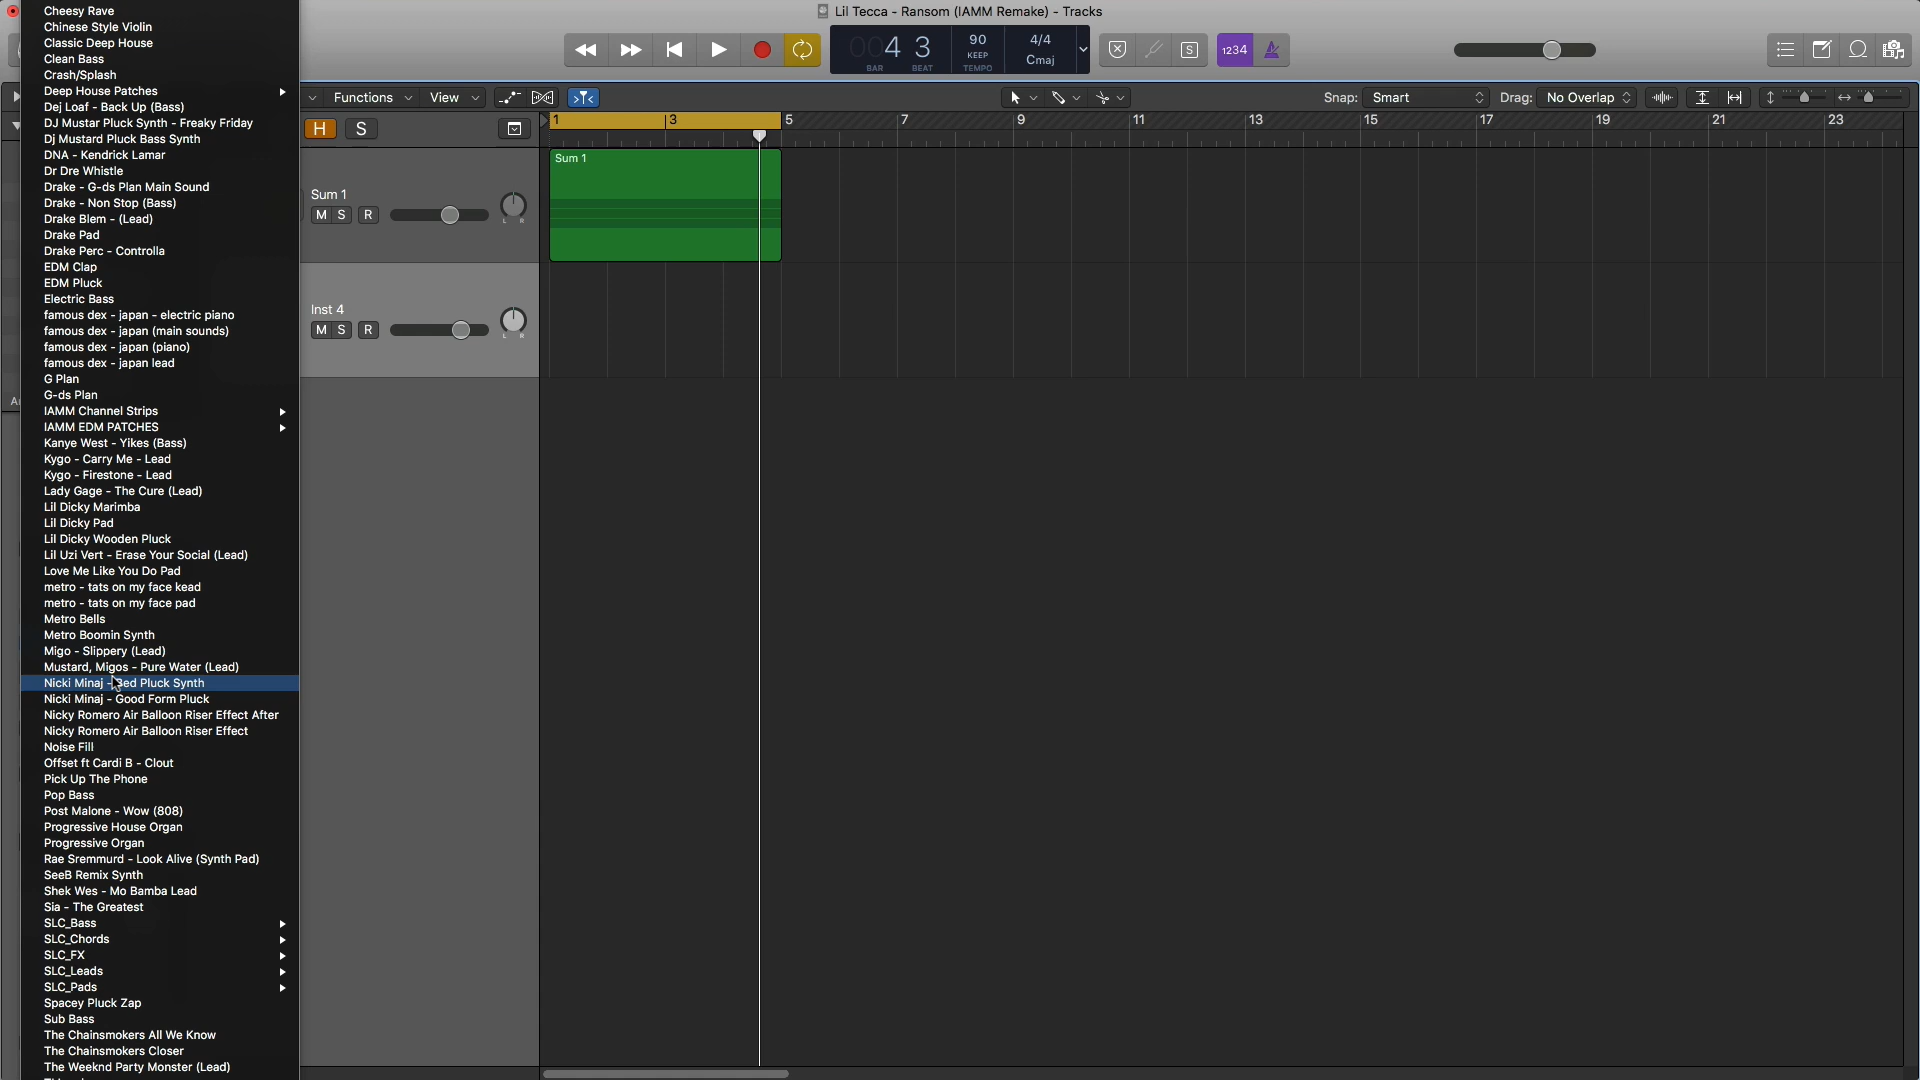 Lil Tecca - Ransom (IAMM Remake) - Tracks
004 3
BAR BEAT
90
KEEP
TEMPO
4/4
Cmaj
S
1234
Functions
View
Snap: Smart
Drag: No Overlap
H
S
1 3 5 7 9 11 13 15 17 19 21 23
Sum 1
M S R
L R
Sum 1
Inst 4
M S R
L R
Cheesy Rave
Chinese Style Violin
Classic Deep House
Clean Bass
Crash/Splash
Deep House Patches
Dej Loaf - Back Up (Bass)
DJ Mustar Pluck Synth - Freaky Friday
Dj Mustard Pluck Bass Synth
DNA - Kendrick Lamar
Dr Dre Whistle
Drake - G-ds Plan Main Sound
Drake - Non Stop (Bass)
Drake Blem - (Lead)
Drake Pad
Drake Perc - Controlla
EDM Clap
EDM Pluck
Electric Bass
famous dex - japan - electric piano
famous dex - japan (main sounds)
famous dex - japan (piano)
famous dex - japan lead
G Plan
G-ds Plan
IAMM Channel Strips
IAMM EDM PATCHES
Kanye West - Yikes (Bass)
Kygo - Carry Me - Lead
Kygo - Firestone - Lead
Lady Gage - The Cure (Lead)
Lil Dicky Marimba
Lil Dicky Pad
Lil Dicky Wooden Pluck
Lil Uzi Vert - Erase Your Social (Lead)
Love Me Like You Do Pad
metro - tats on my face kead
metro - tats on my face pad
Metro Bells
Metro Boomin Synth
Migo - Slippery (Lead)
Mustard, Migos - Pure Water (Lead)
Nicki Minaj - Bed Pluck Synth
Nicki Minaj - Good Form Pluck
Nicky Romero Air Balloon Riser Effect After
Nicky Romero Air Balloon Riser Effect
Noise Fill
Offset ft Cardi B - Clout
Pick Up The Phone
Pop Bass
Post Malone - Wow (808)
Progressive House Organ
Progressive Organ
Rae Sremmurd - Look Alive (Synth Pad)
SeeB Remix Synth
Shek Wes - Mo Bamba Lead
Sia - The Greatest
SLC_Bass
SLC_Chords
SLC_FX
SLC_Leads
SLC_Pads
Spacey Pluck Zap
Sub Bass
The Chainsmokers All We Know
The Chainsmokers Closer
The Weeknd Party Monster (Lead)